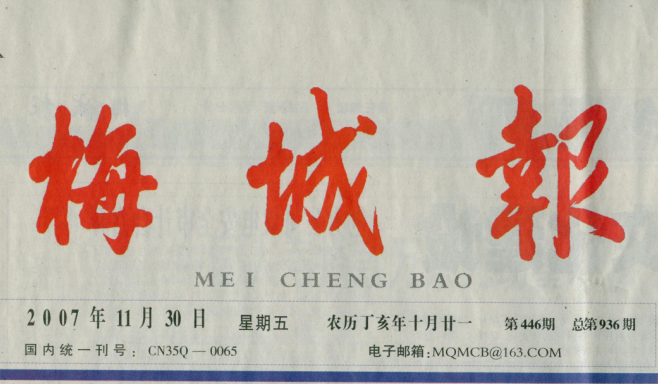 梅城報
MEI CHENG BAO
2007年11月30日 星期五 农历丁亥年十月廿一 第446期 总第936期
国内统一刊号：CN35Q—0065 电子邮箱:MQMCB@163.COM